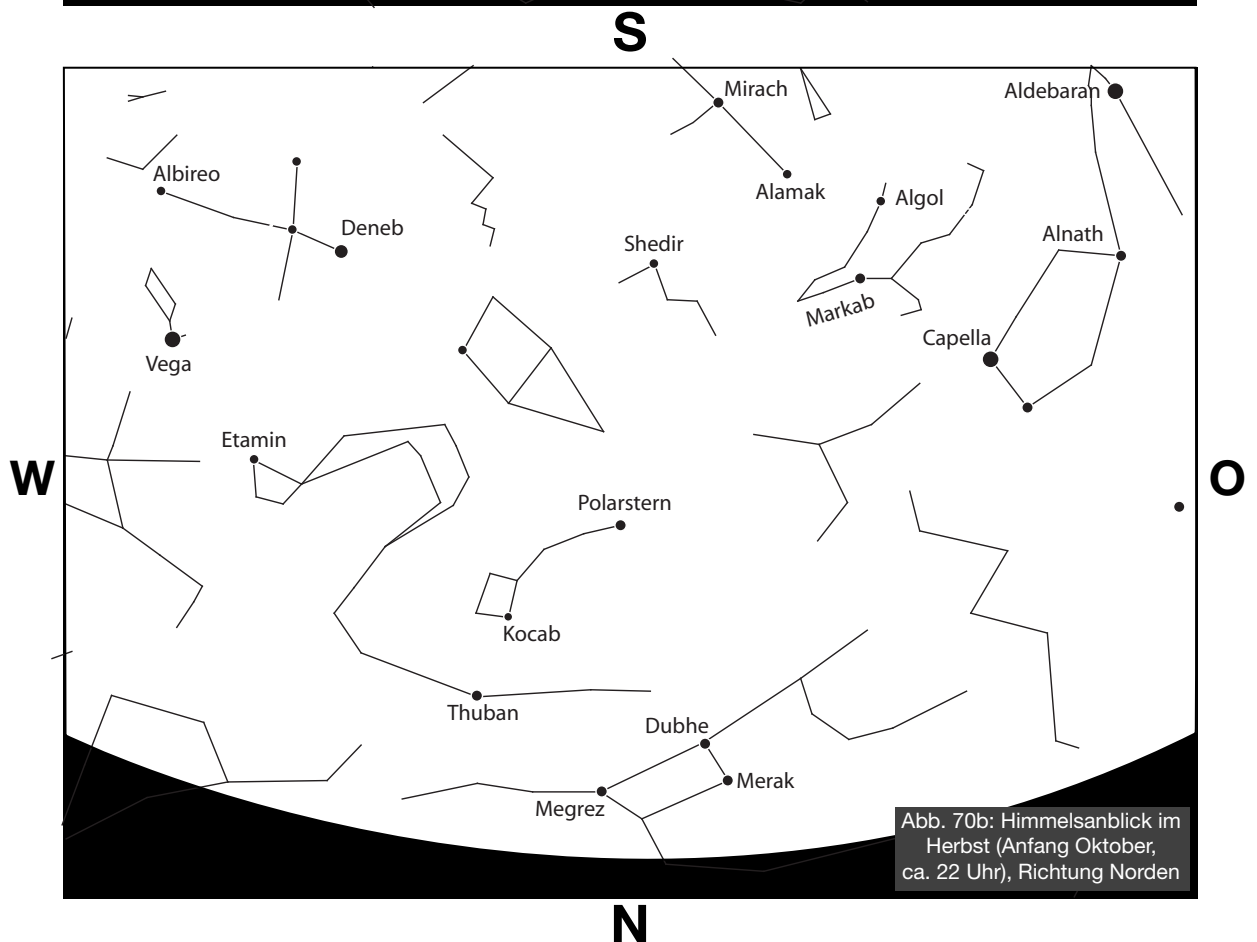 S
Mirach
Aldebaran
Albireo
Alamak
Algol
Deneb
Shedir
Alnath
Markab
Capella
Vega
Etamin
W
O
Polarstern
Kocab
Thuban
Dubhe
Merak
Megrez
Abb. 70b: Himmelsanblick im
Herbst (Anfang Oktober,
ca. 22 Uhr), Richtung Norden
N